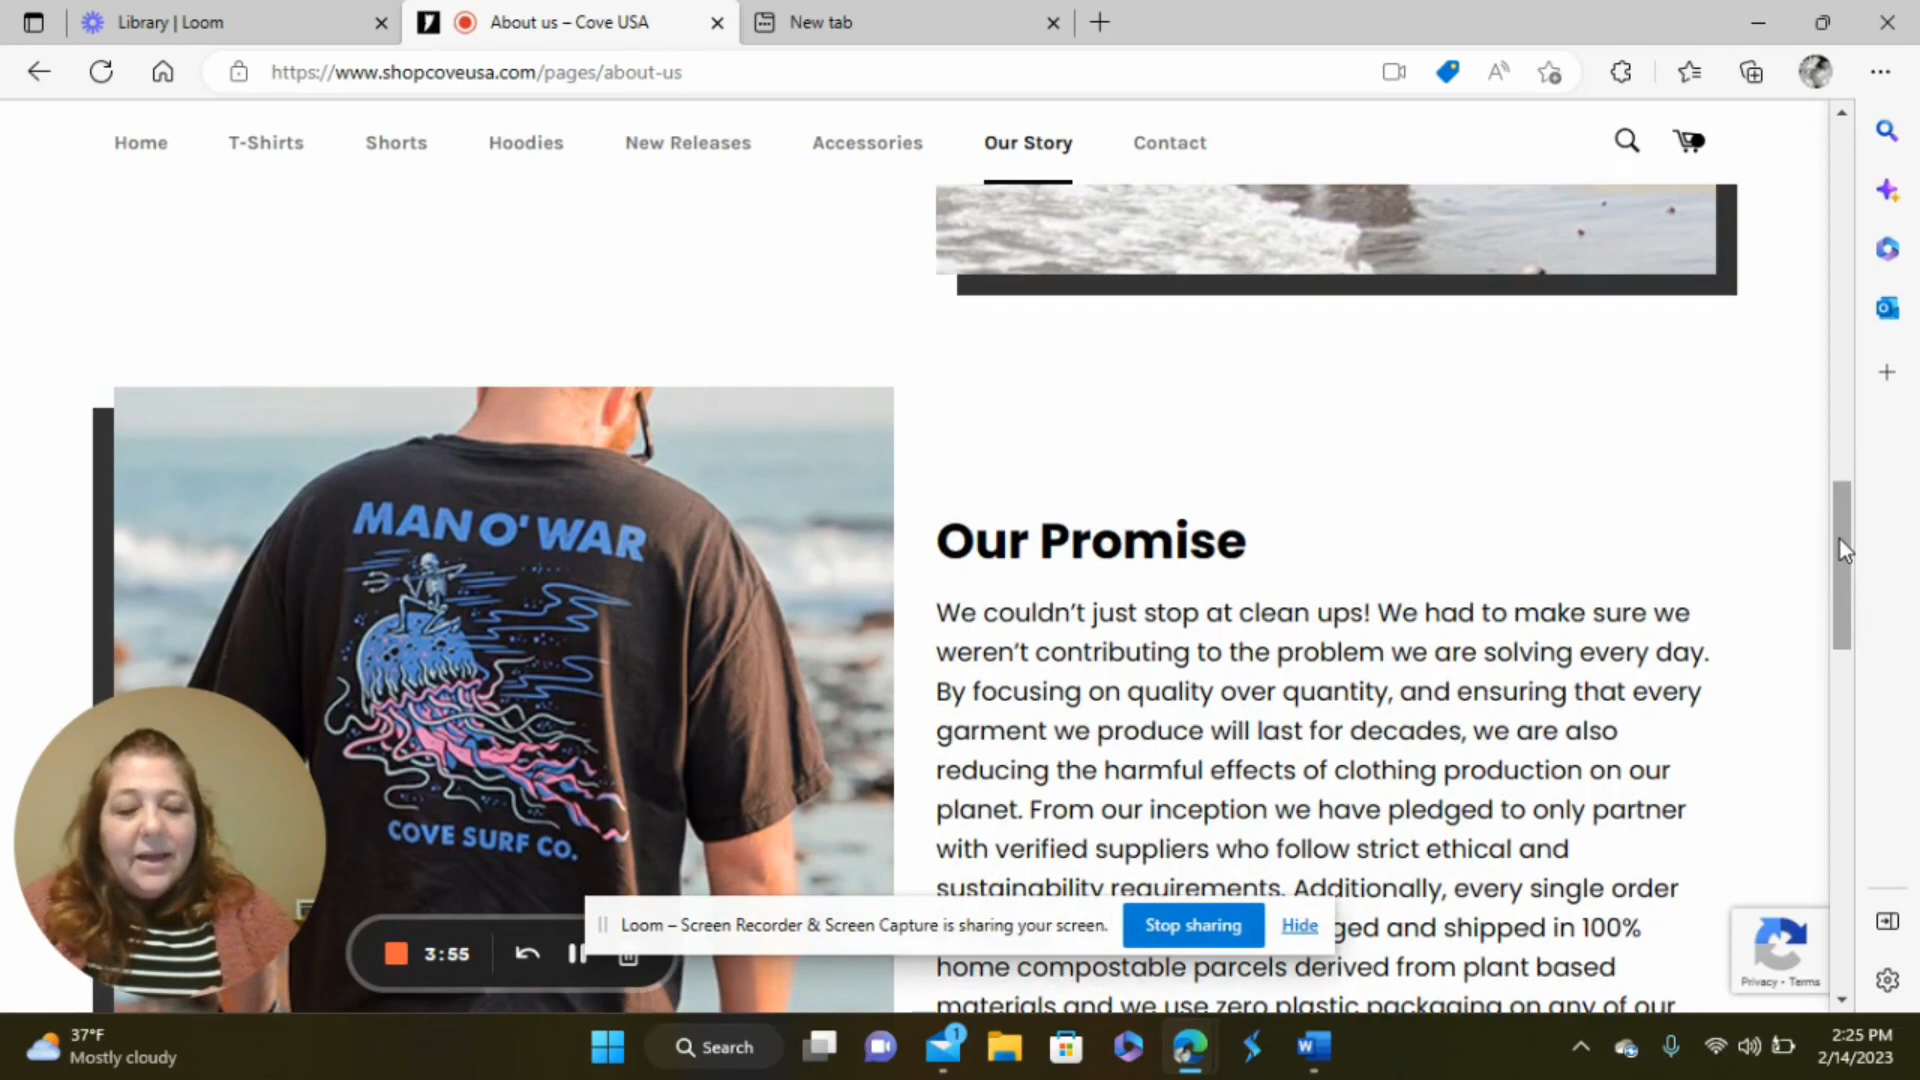 Library | Loom
About us – Cove USA
New tab
https://www.shopcoveusa.com/pages/about-us
Home T-Shirts Shorts Hoodies New Releases Accessories Our Story Contact
MAN O' WAR
COVE SURF CO.
Our Promise
We couldn't just stop at clean ups! We had to make sure we
weren't contributing to the problem we are solving every day.
By focusing on quality over quantity, and ensuring that every
garment we produce will last for decades, we are also
reducing the harmful effects of clothing production on our
planet. From our inception we have pledged to only partner
with verified suppliers who follow strict ethical and
sustainability requirements. Additionally, every single order
ged and shipped in 100%
home compostable parcels derived from plant based
materials and we use zero plastic packaging on any of our
Loom – Screen Recorder & Screen Capture is sharing your screen. Stop sharing Hide
3:55
Privacy - Terms
37°F
Mostly cloudy
Search
1
2:25 PM
2/14/2023